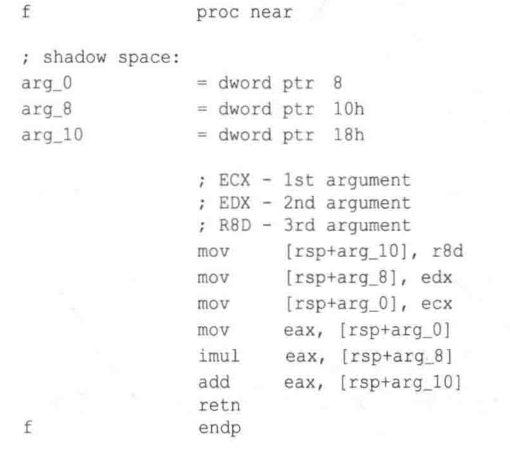 f proc near
; shadow space:
arg_0 = dword ptr 8
arg_8 = dword ptr 10h
arg_10 = dword ptr 18h
; ECX - 1st argument
; EDX - 2nd argument
; R8D - 3rd argument
mov [rsp+arg_10], r8d
mov [rsp+arg_8], edx
mov [rsp+arg_0], ecx
mov eax, [rsp+arg_0]
imul eax, [rsp+arg_8]
add eax, [rsp+arg_10]
retn
f endp